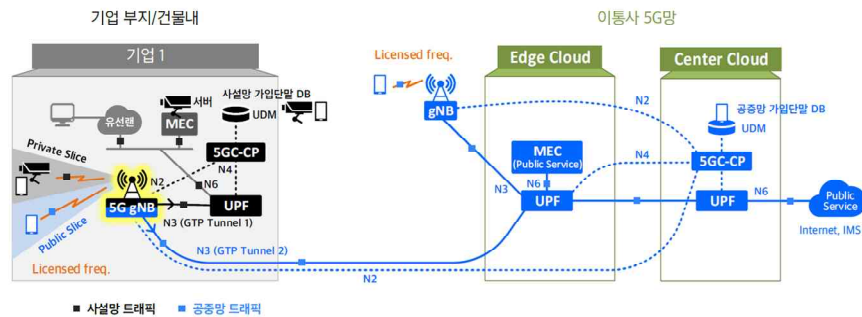 기업 부지/건물내
이통사 5G망
기업 1
Licensed freq.
Edge Cloud
Center Cloud
서버
MEC
사설망 가입단말 DB
UDM
유선랜
Private Slice
5GC-CP
N2
N4
N6
5G gNB
UPF
N3 (GTP Tunnel 1)
Public Slice
N3 (GTP Tunnel 2)
Licensed freq.
N2
gNB
N2
공중망 가입단말 DB
UDM
MEC
(Public Service)
N4
5GC-CP
N3
N6
UPF
UPF
N6
Public
Service
Internet, IMS
■ 사설망 트래픽 ■ 공중망 트래픽